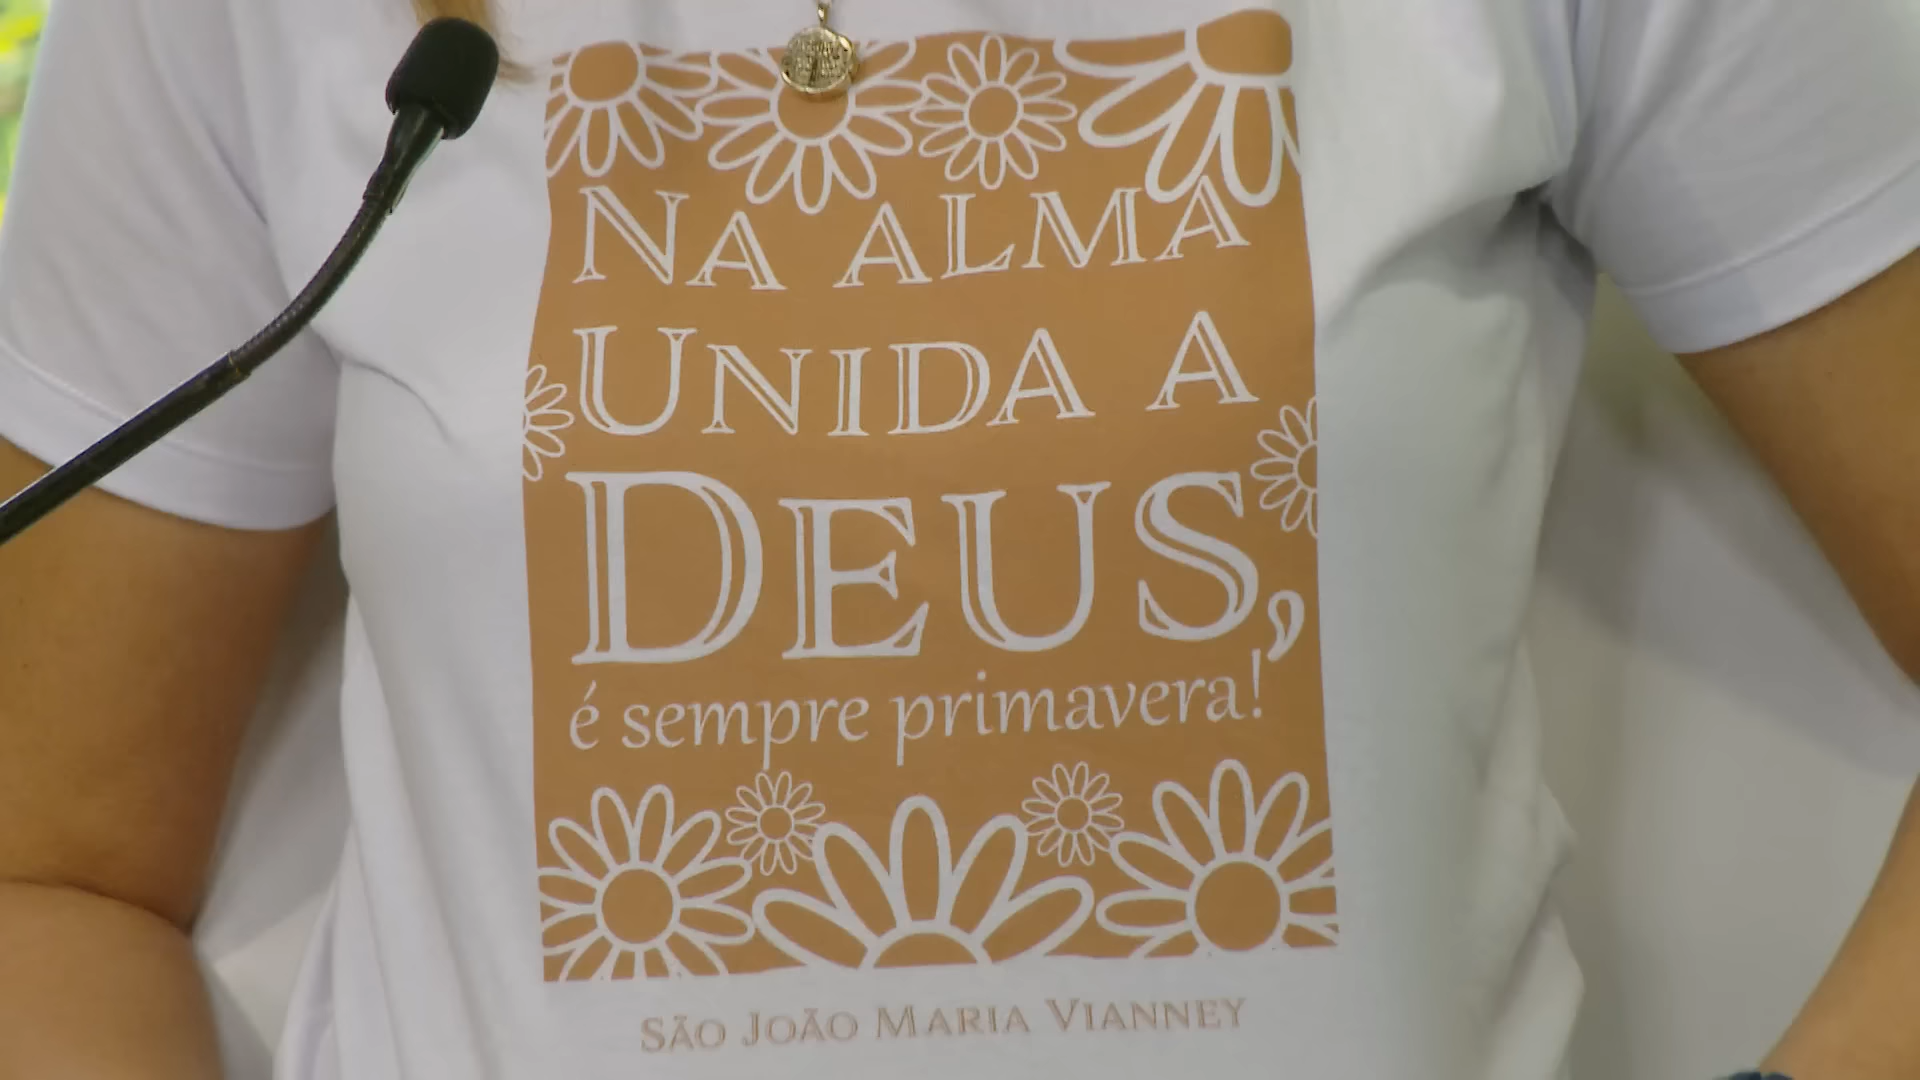 NA ALMA
UNIDA A
DEUS,
é sempre primavera!
SÃO JOÃO MARIA VIANNEY